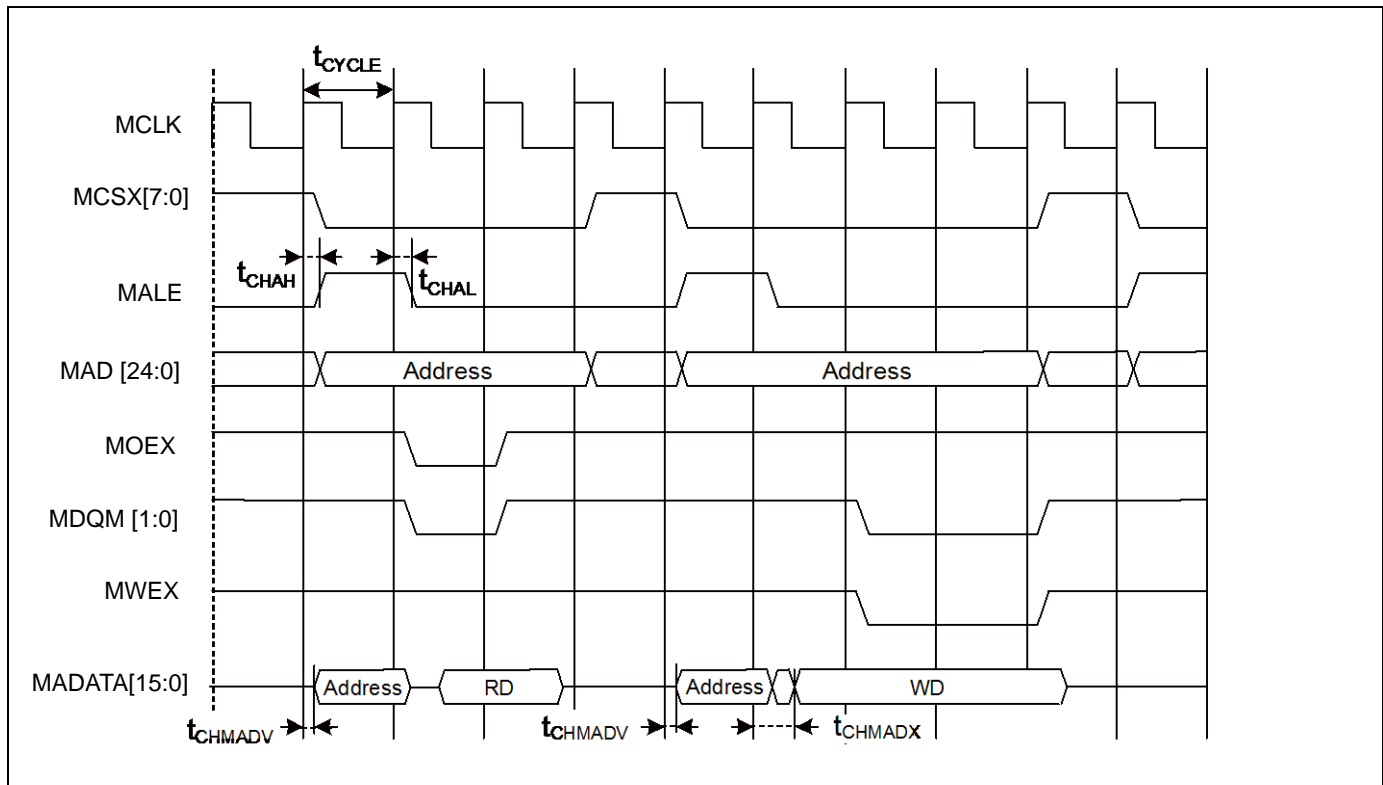 tCYCLE
MCLK
MCSX[7:0]
tCHAH
tCHAL
MALE
MAD [24:0]
Address
Address
MOEX
MDQM [1:0]
MWEX
MADATA[15:0]
Address
RD
Address
WD
tCHMADV
tCHMADV
tCHMADX